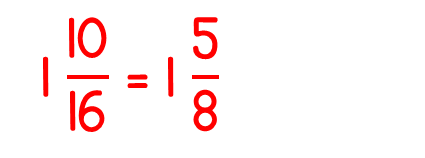 1 10/16 = 1 5/8